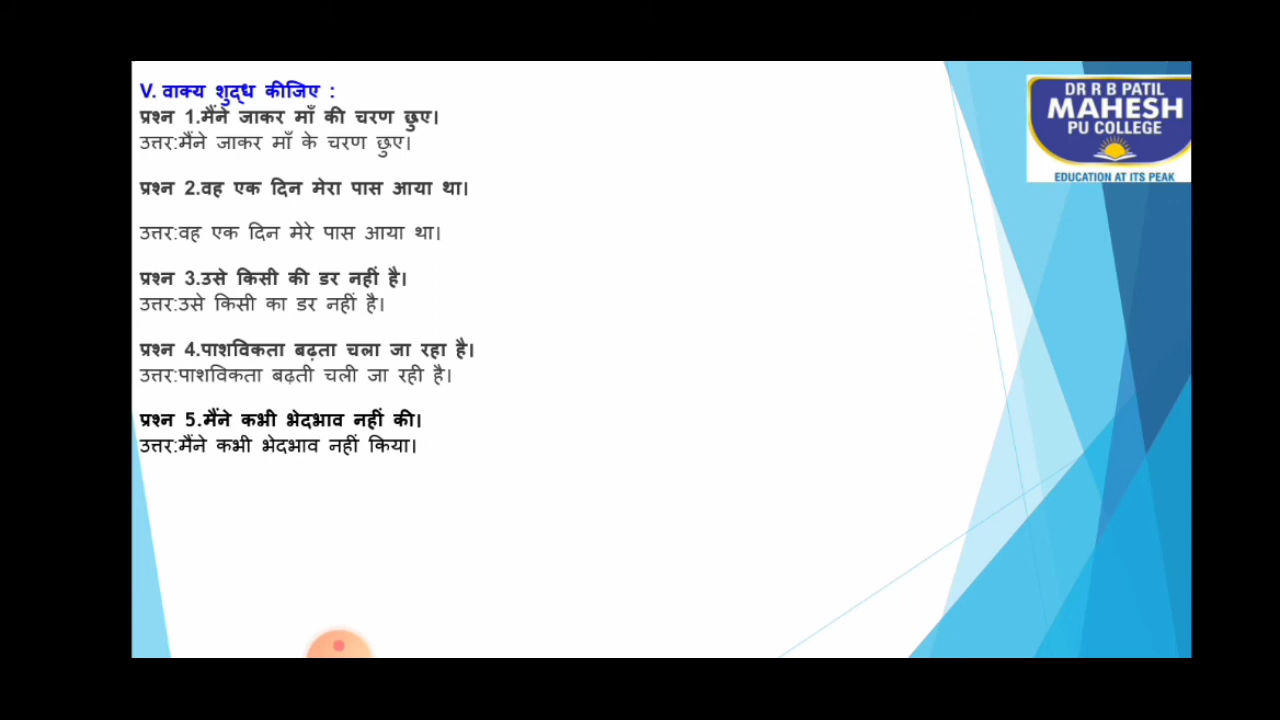 V. वाक्य शुद्ध कीजिए :
प्रश्न 1.मैंने जाकर माँ की चरण छुए।
उत्तर:मैंने जाकर माँ के चरण छुए।
प्रश्न 2.वह एक दिन मेरा पास आया था।
उत्तर:वह एक दिन मेरे पास आया था।
प्रश्न 3.उसे किसी की डर नहीं है।
उत्तर:उसे किसी का डर नहीं है।
प्रश्न 4.पाशविकता बढ़ता चला जा रहा है।
उत्तर:पाशविकता बढ़ती चली जा रही है।
प्रश्न 5.मैंने कभी भेदभाव नहीं की।
उत्तर:मैंने कभी भेदभाव नहीं किया।
DR R B PATIL
MAHESH
PU COLLEGE
EDUCATION AT ITS PEAK